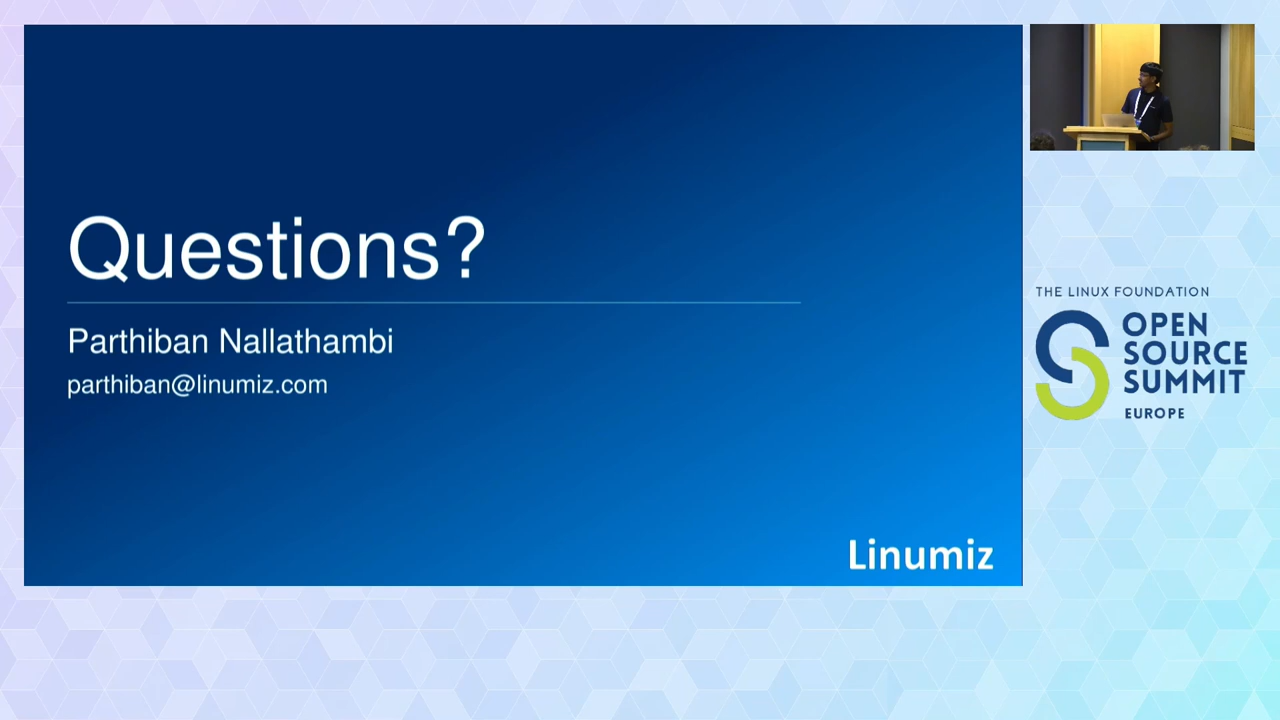 Questions?
Parthiban Nallathambi
parthiban@linumiz.com
Linumiz
THE LINUX FOUNDATION
OPEN
SOURCE
SUMMIT
EUROPE